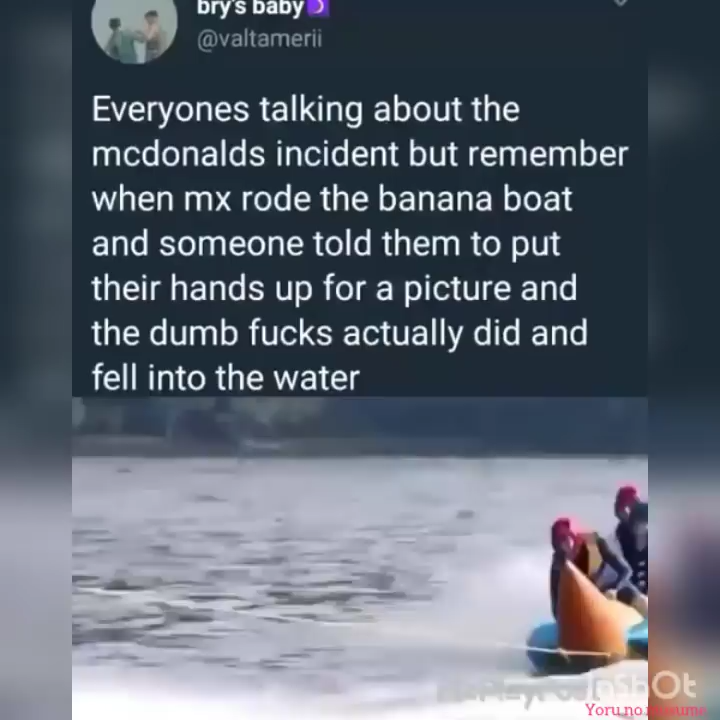 bry's baby
@valtamerii
Everyones talking about the
mcdonalds incident but remember
when mx rode the banana boat
and someone told them to put
their hands up for a picture and
the dumb fucks actually did and
fell into the water
InShOt